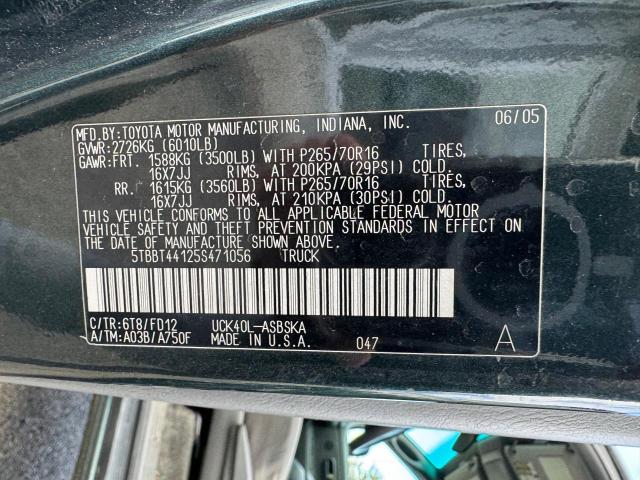 MFD.BY:TOYOTA MOTOR MANUFACTURING, INDIANA, INC. 06/05
GVWR:2726KG (6010LB)
GAWR:FRT. 1588KG (3500LB) WITH P265/70R16 TIRES,
16X7JJ RIMS, AT 200KPA (29PSI) COLD.
RR. 1615KG (3560LB) WITH P265/70R16 TIRES,
16X7JJ RIMS, AT 210KPA (30PSI) COLD.
THIS VEHICLE CONFORMS TO ALL APPLICABLE FEDERAL MOTOR
VEHICLE SAFETY AND THEFT PREVENTION STANDARDS IN EFFECT ON
THE DATE OF MANUFACTURE SHOWN ABOVE.
5TBBT44125S471056 TRUCK
C/TR:6T8/FD12 UCK40L-ASBSKA
A/TM:A03B/A750F MADE IN U.S.A. 047 A